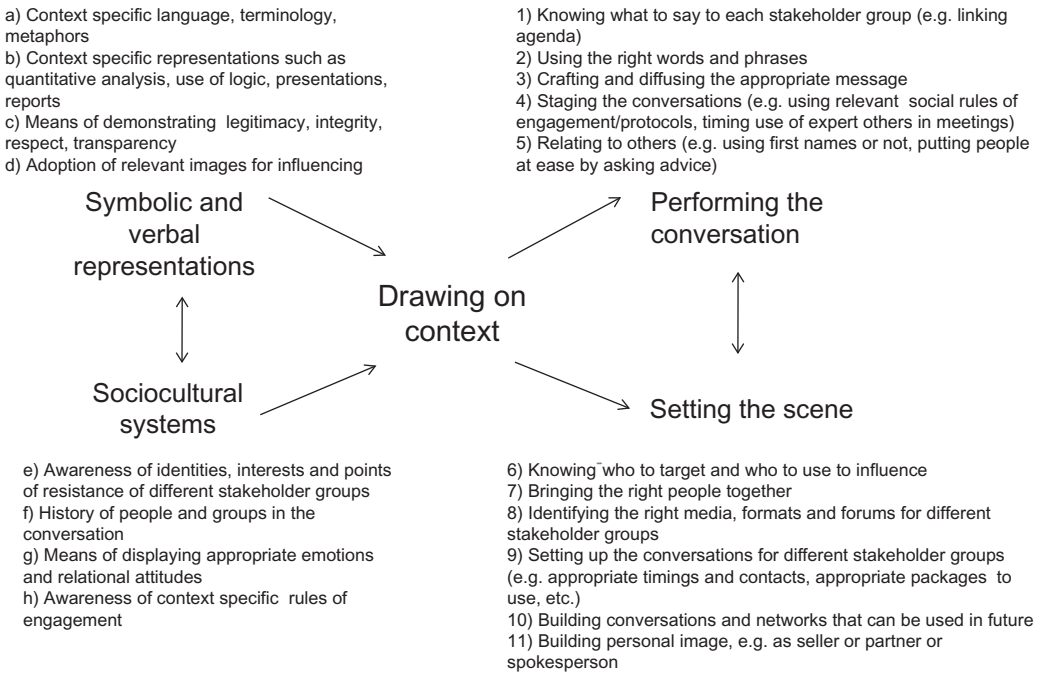 a) Context specific language, terminology,
metaphors
b) Context specific representations such as
quantitative analysis, use of logic, presentations,
reports
c) Means of demonstrating legitimacy, integrity,
respect, transparency
d) Adoption of relevant images for influencing
1) Knowing what to say to each stakeholder group (e.g. linking
agenda)
2) Using the right words and phrases
3) Crafting and diffusing the appropriate message
4) Staging the conversations (e.g. using relevant social rules of
engagement/protocols, timing use of expert others in meetings)
5) Relating to others (e.g. using first names or not, putting people
at ease by asking advice)
Symbolic and
verbal
representations
Performing the
conversation
Drawing on
context
Sociocultural
systems
Setting the scene
e) Awareness of identities, interests and points
of resistance of different stakeholder groups
f) History of people and groups in the
conversation
g) Means of displaying appropriate emotions
and relational attitudes
h) Awareness of context specific rules of
engagement
6) Knowing who to target and who to use to influence
7) Bringing the right people together
8) Identifying the right media, formats and forums for different
stakeholder groups
9) Setting up the conversations for different stakeholder groups
(e.g. appropriate timings and contacts, appropriate packages to
use, etc.)
10) Building conversations and networks that can be used in future
11) Building personal image, e.g. as seller or partner or
spokesperson